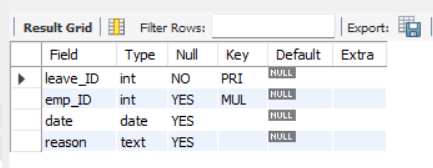 Result Grid Filter Rows: Export:
Field Type Null Key Default Extra
leave_ID int NO PRI NULL
emp_ID int YES MUL NULL
date date YES NULL
reason text YES NULL